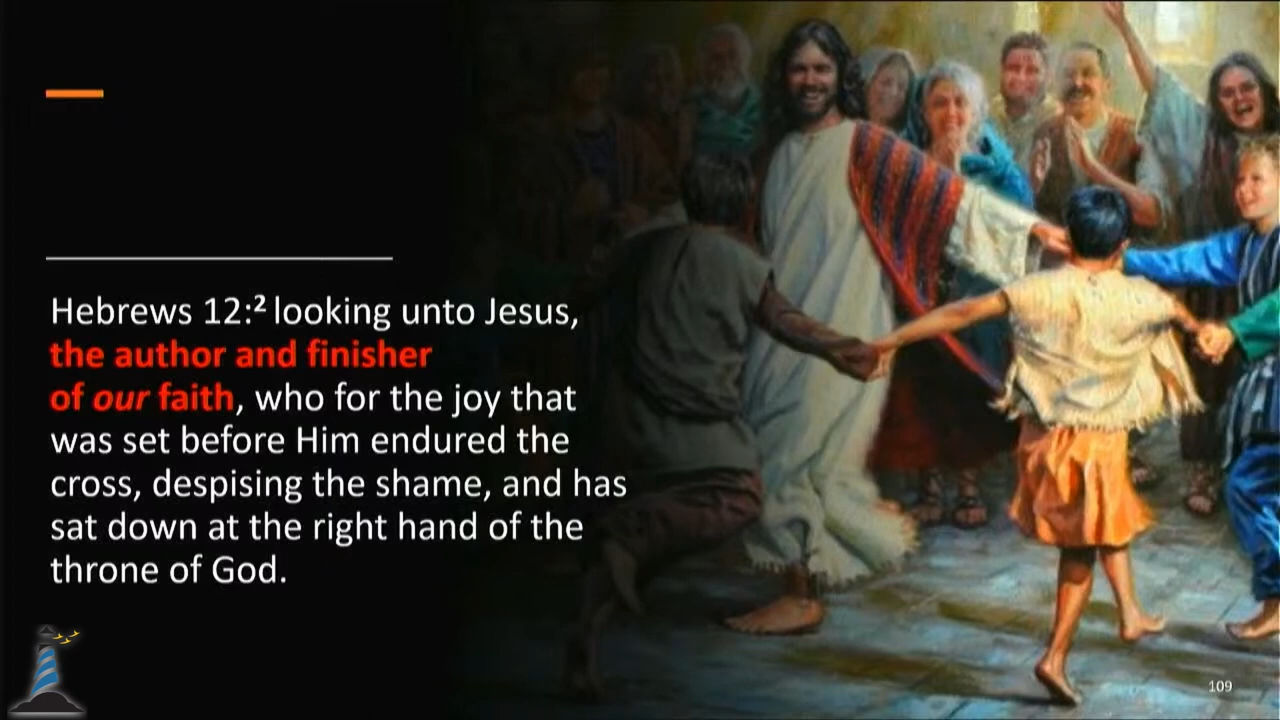 Hebrews 12:² looking unto Jesus,
the author and finisher
of our faith, who for the joy that
was set before Him endured the
cross, despising the shame, and has
sat down at the right hand of the
throne of God.
109